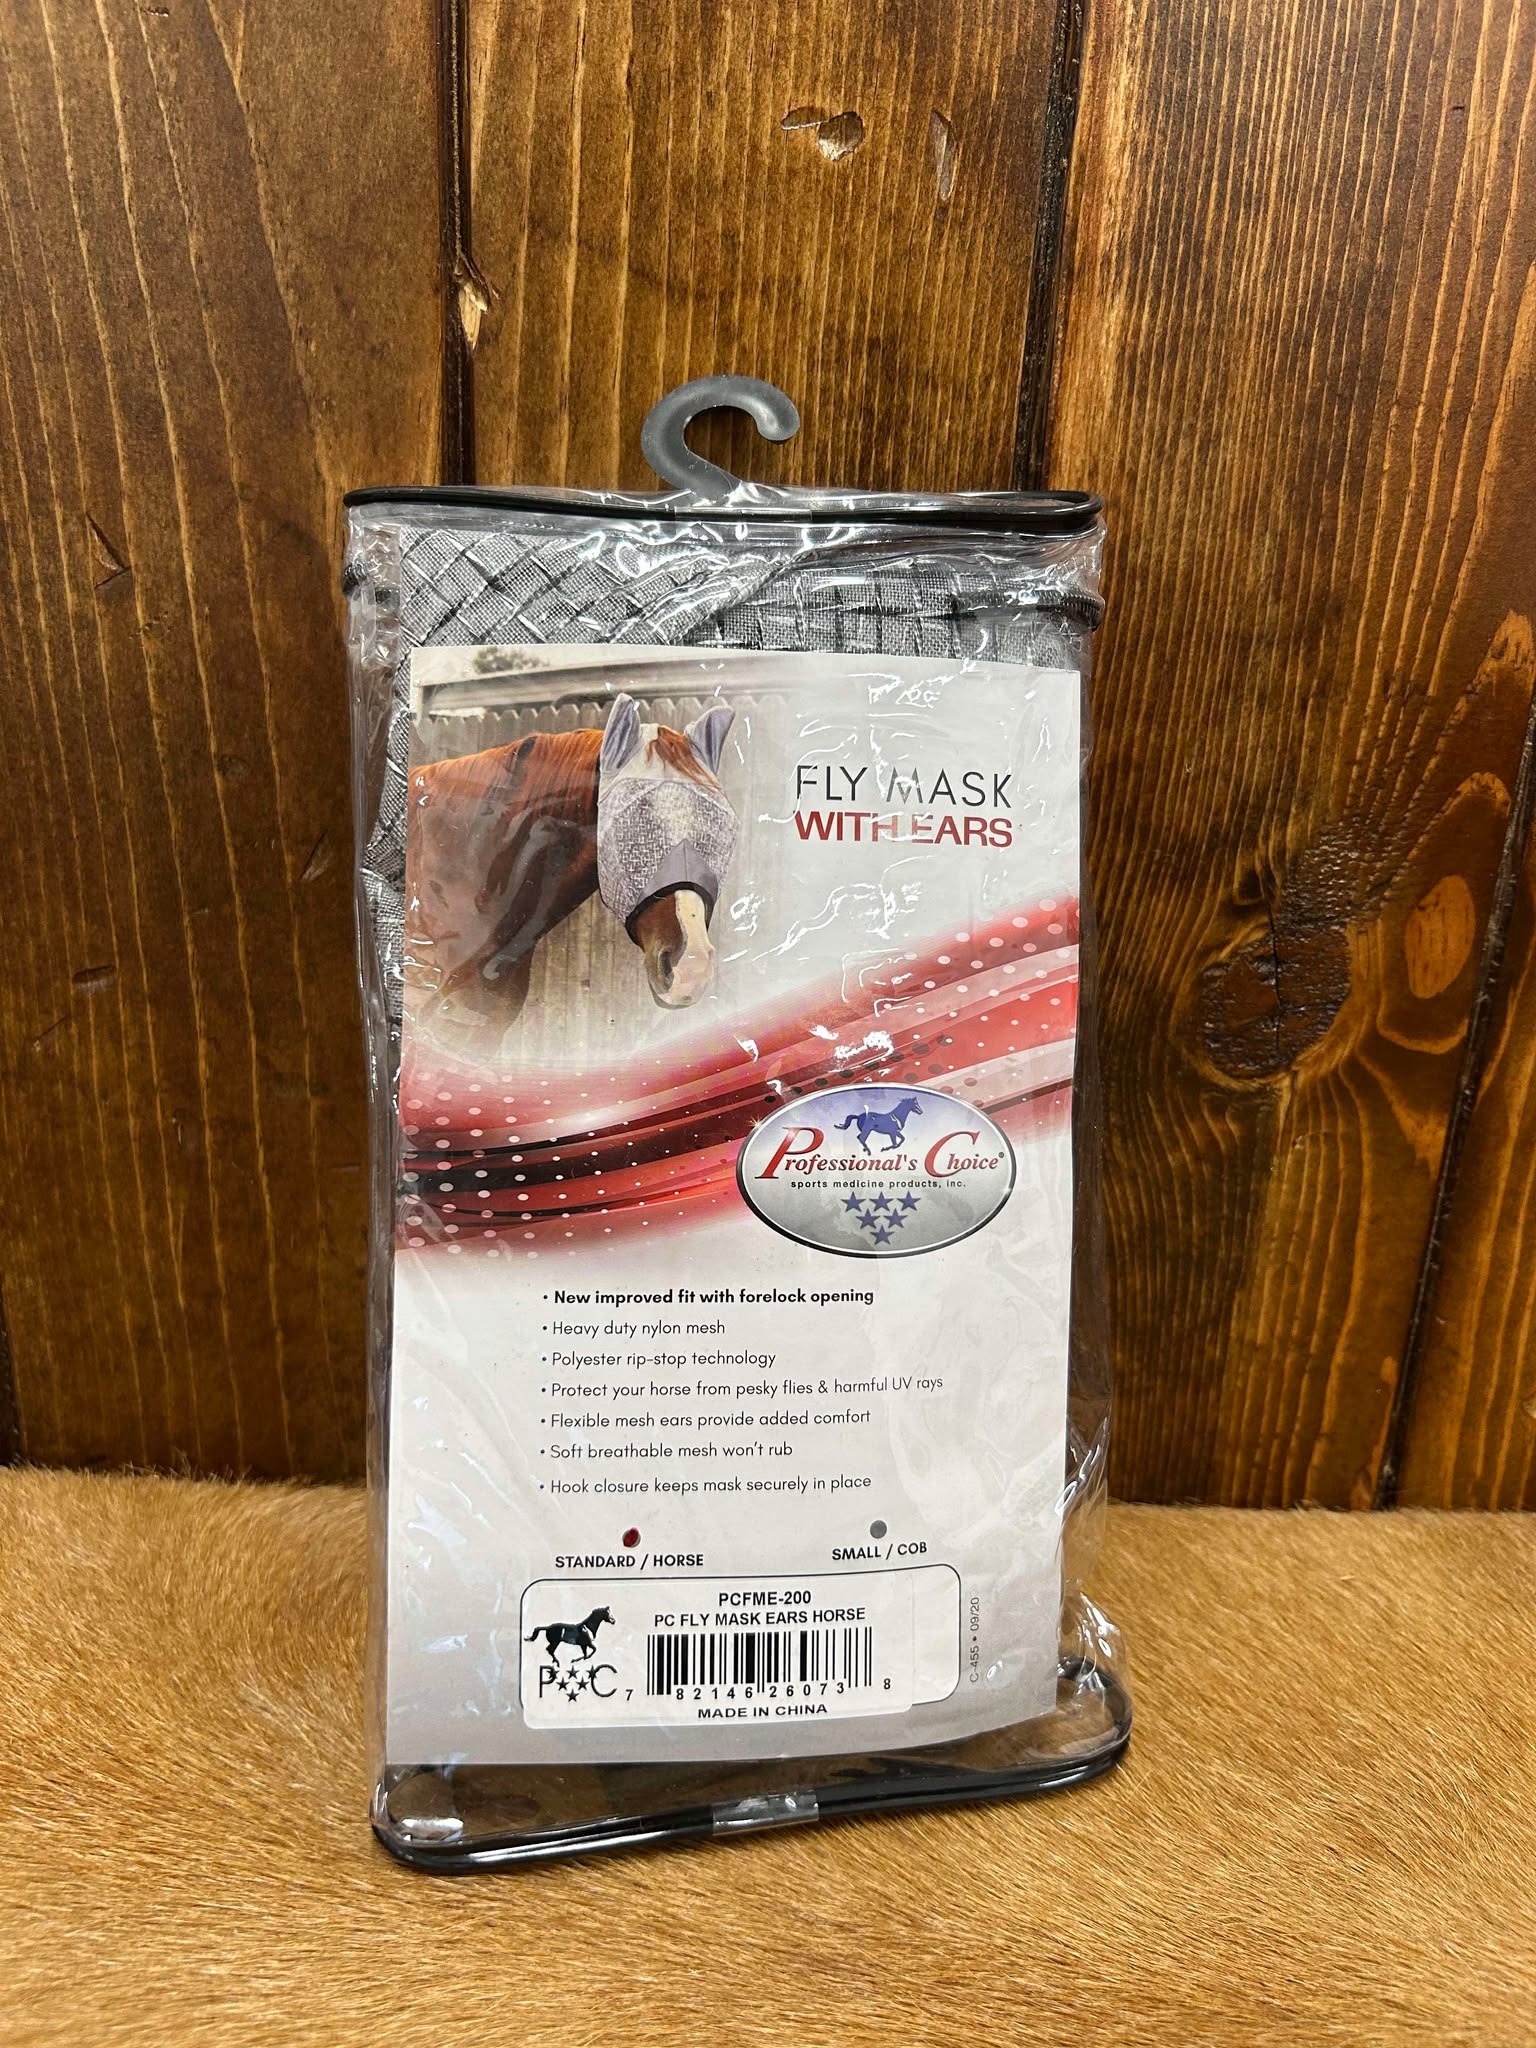 FLY MASK
WITH EARS
Professional's Choice®
sports medicine products, inc.
• New improved fit with forelock opening
• Heavy duty nylon mesh
• Polyester rip-stop technology
• Protect your horse from pesky flies & harmful UV rays
• Flexible mesh ears provide added comfort
• Soft breathable mesh won't rub
• Hook closure keeps mask securely in place
STANDARD / HORSE
SMALL / COB
PCFME-200
PC FLY MASK EARS HORSE
PC
7 82146 26073 8
MADE IN CHINA
C-455 • 09/20